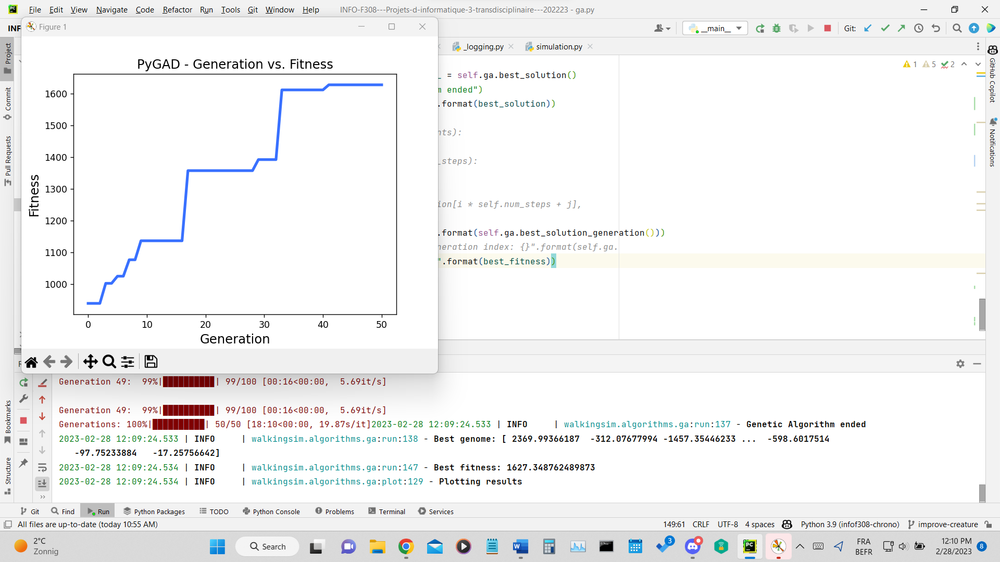 File Edit View Navigate Code Refactor Run Tools Git Window Help INFO-F308---Projets-d-informatique-3-transdisciplinaire---202223 - ga.py
Figure 1
__main__ Git:
_logging.py simulation.py
PyGAD - Generation vs. Fitness
1600
1500
1400
1300
1200
1100
1000
Fitness
0 10 20 30 40 50
Generation
= self.ga.best_solution()
ended")
.format(best_solution))
nts):
_steps):
ion[i * self.num_steps + j],
.format(self.ga.best_solution_generation()))
neration index: {}".format(self.ga.
".format(best_fitness))
1 5 2
Project
Commit
Pull Requests
Bookmarks
Structure
GitHub Copilot
Notifications
Generation 49: 99%|██████████| 99/100 [00:16<00:00, 5.69it/s]
Generation 49: 99%|██████████| 99/100 [00:16<00:00, 5.69it/s]
Generations: 100%|██████████| 50/50 [18:10<00:00, 19.87s/it]2023-02-28 12:09:24.533 | INFO | walkingsim.algorithms.ga:run:137 - Genetic Algorithm ended
2023-02-28 12:09:24.533 | INFO | walkingsim.algorithms.ga:run:138 - Best genome: [ 2369.99366187 -312.07677994 -1457.35446233 ... -598.6017514
-97.75233884 -17.25756642]
2023-02-28 12:09:24.534 | INFO | walkingsim.algorithms.ga:run:147 - Best fitness: 1627.348762489873
2023-02-28 12:09:24.534 | INFO | walkingsim.algorithms.ga:plot:129 - Plotting results
Git Find Run Python Packages TODO Python Console Problems Terminal Services
All files are up-to-date (today 10:55 AM) 149:61 CRLF UTF-8 4 spaces Python 3.9 (infof308-chrono) improve-creature
2°C
Zonnig
Search
3
FRA
BEFR
12:10 PM
2/28/2023
8